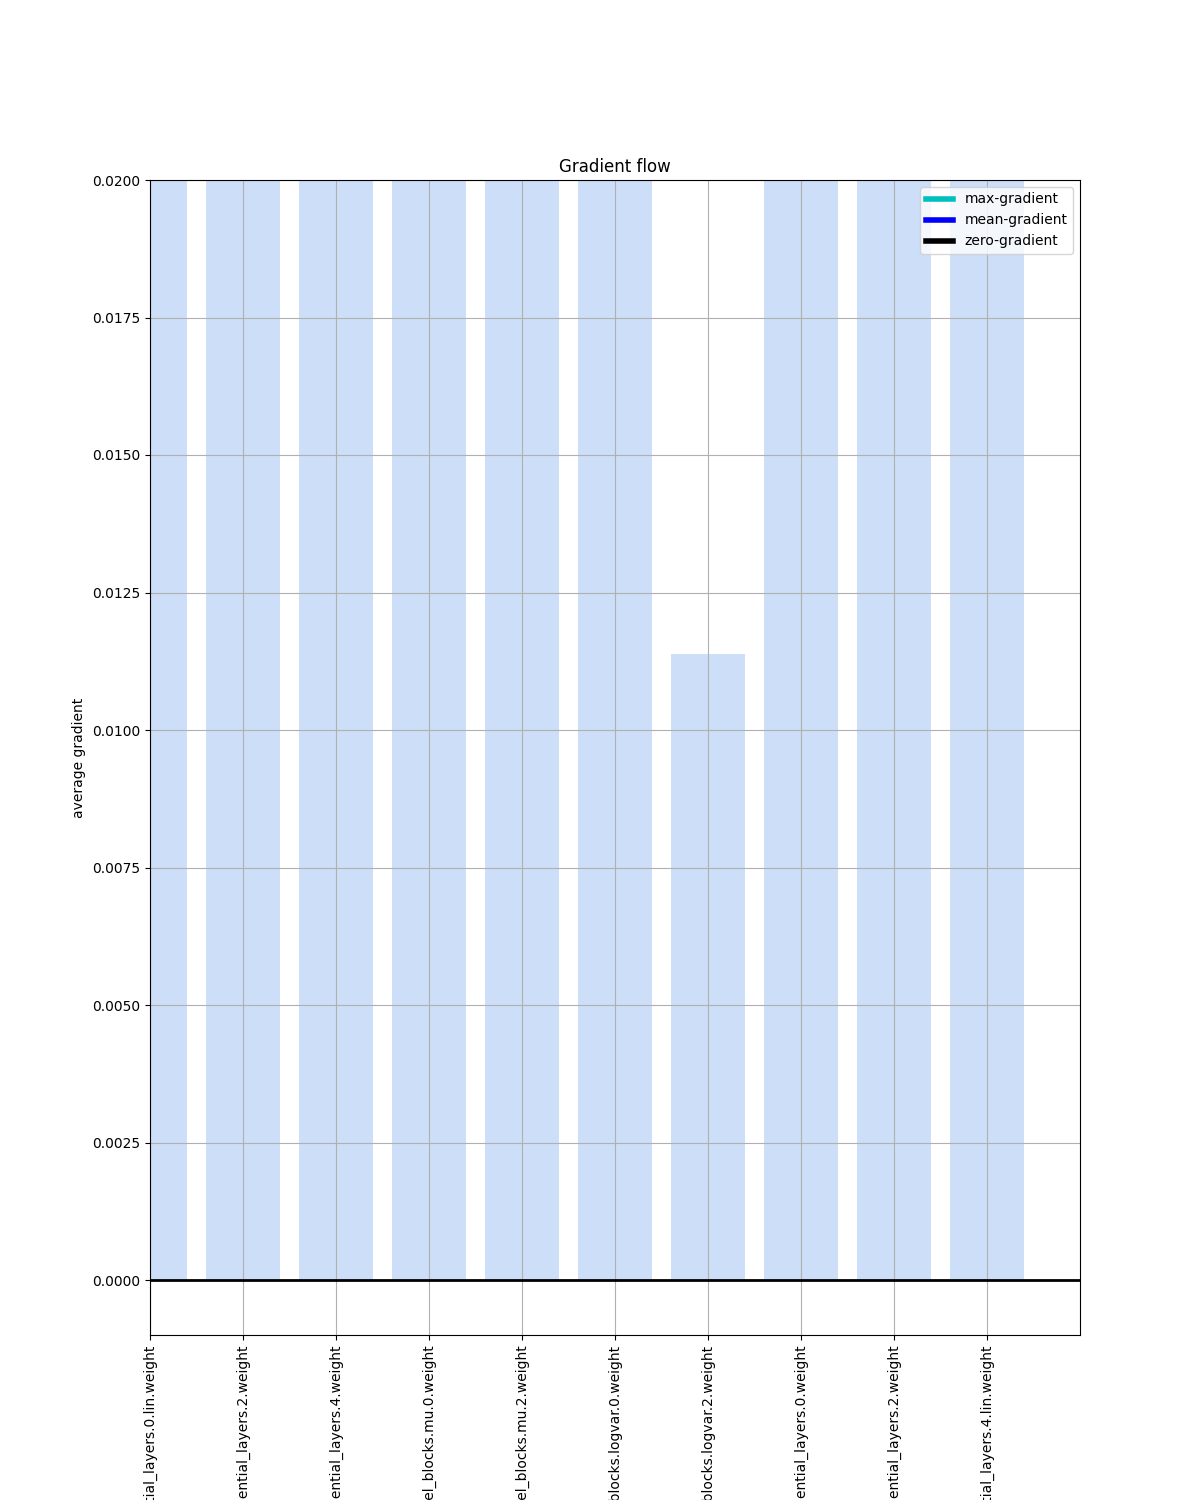 Gradient flow
max-gradient
mean-gradient
zero-gradient
0.0200
0.0175
0.0150
0.0125
0.0100
0.0075
0.0050
0.0025
0.0000
average gradient
tial_layers.0.lin.weight
ential_layers.2.weight
ential_layers.4.weight
el_blocks.mu.0.weight
el_blocks.mu.2.weight
blocks.logvar.0.weight
blocks.logvar.2.weight
ential_layers.0.weight
ential_layers.2.weight
tial_layers.4.lin.weight